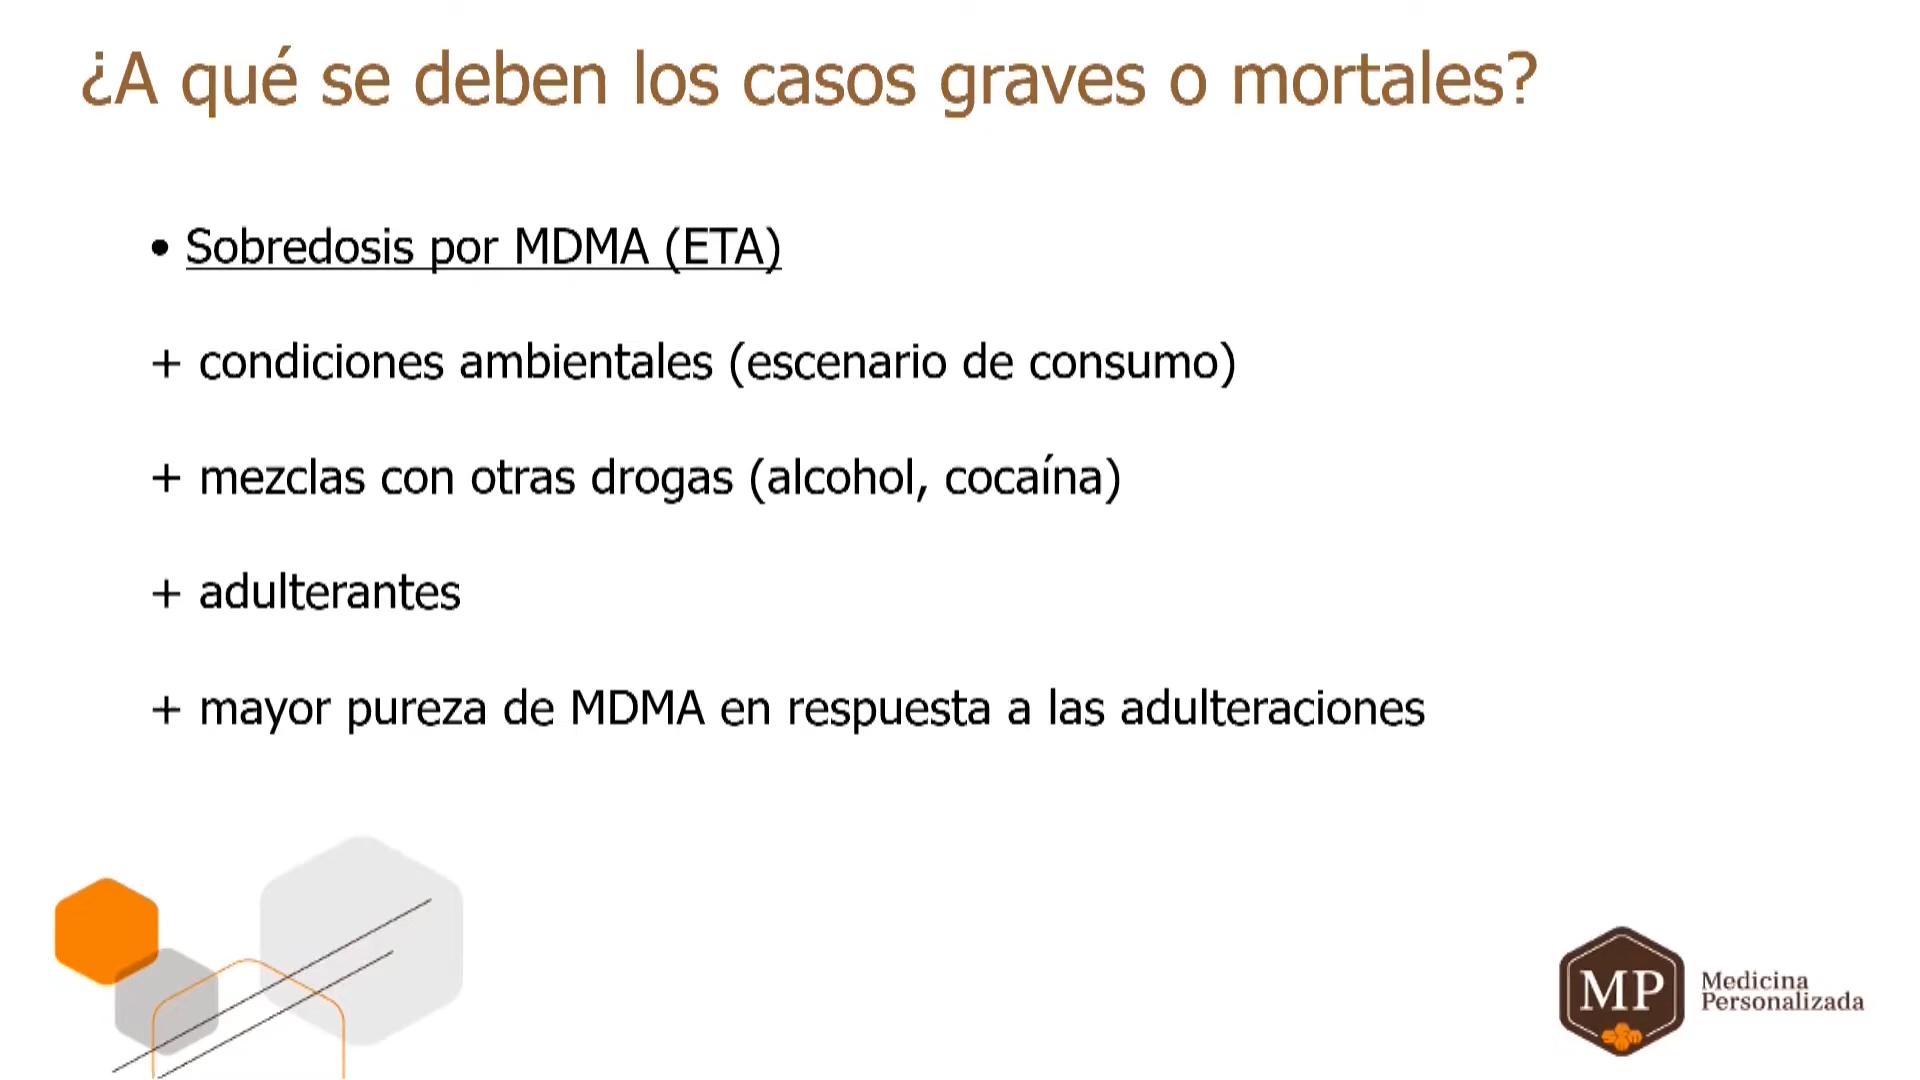 ¿A qué se deben los casos graves o mortales?
• Sobredosis por MDMA (ETA)
+ condiciones ambientales (escenario de consumo)
+ mezclas con otras drogas (alcohol, cocaína)
+ adulterantes
+ mayor pureza de MDMA en respuesta a las adulteraciones
MP
Medicina
Personalizada